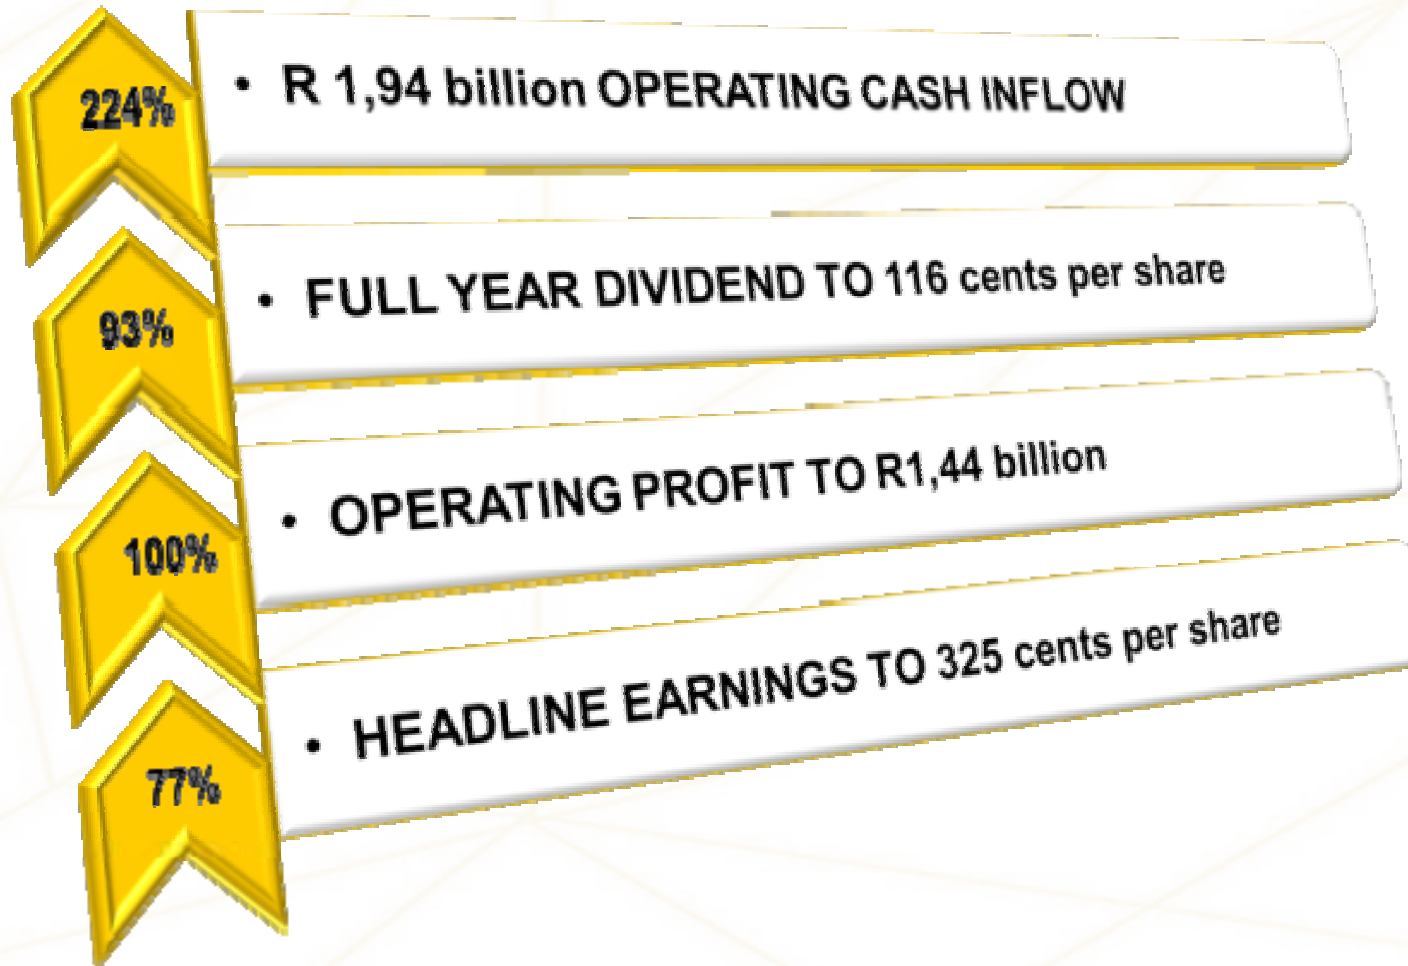 224%
• R 1,94 billion OPERATING CASH INFLOW
93%
• FULL YEAR DIVIDEND TO 116 cents per share
100%
• OPERATING PROFIT TO R1,44 billion
77%
• HEADLINE EARNINGS TO 325 cents per share